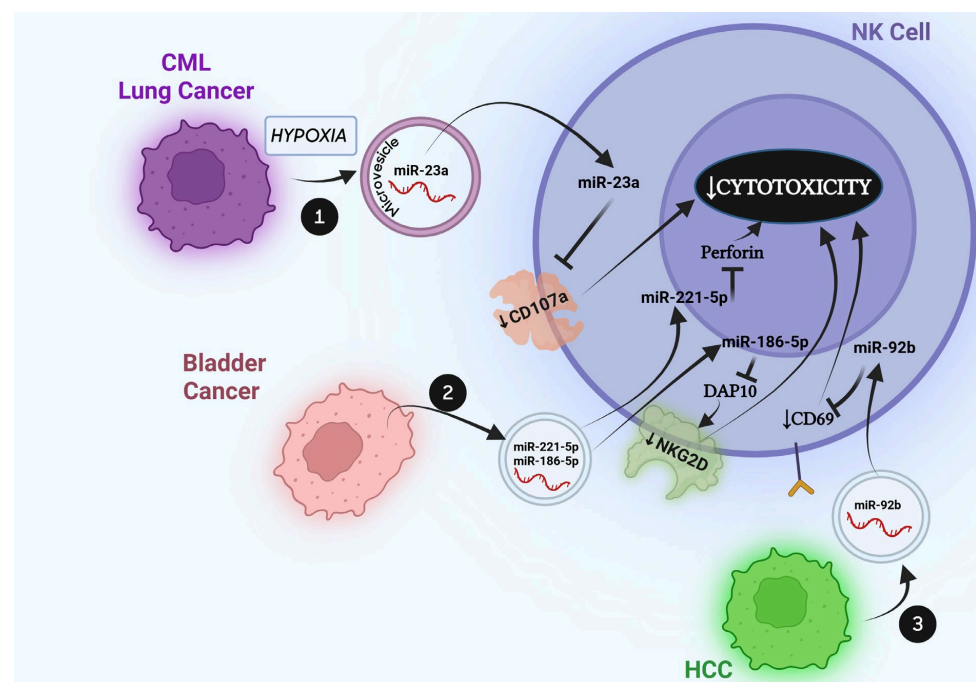 NK Cell
CML
Lung Cancer
HYPOXIA
Microvesicle
miR-23a
miR-23a
↓CYTOTOXICITY
1
Perforin
↓CD107a
miR-221-5p
miR-186-5p
miR-92b
Bladder
Cancer
2
DAP10
↓CD69
↓NKG2D
miR-221-5p
miR-186-5p
miR-92b
3
HCC